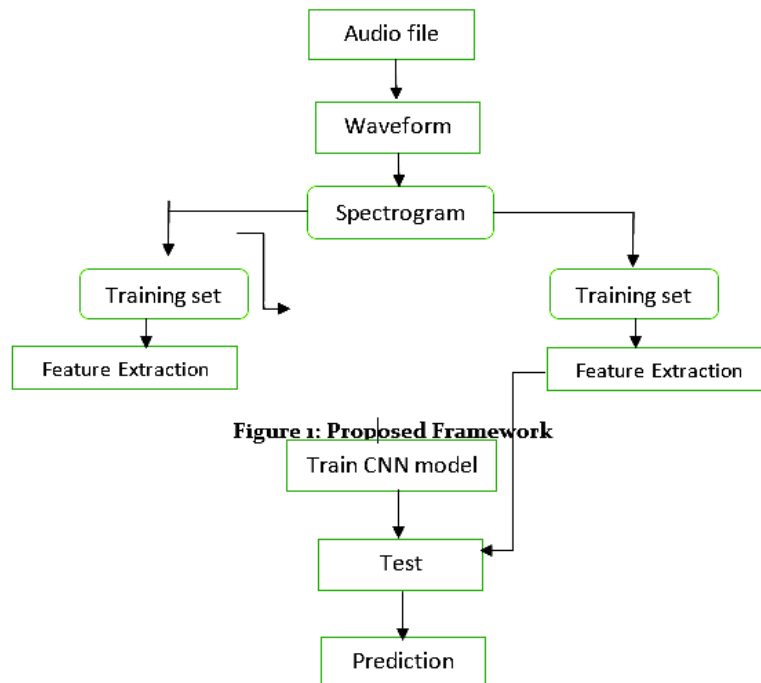 Audio file
Waveform
Spectrogram
Training set
Training set
Feature Extraction
Feature Extraction
Figure 1: Proposed Framework
Train CNN model
Test
Prediction